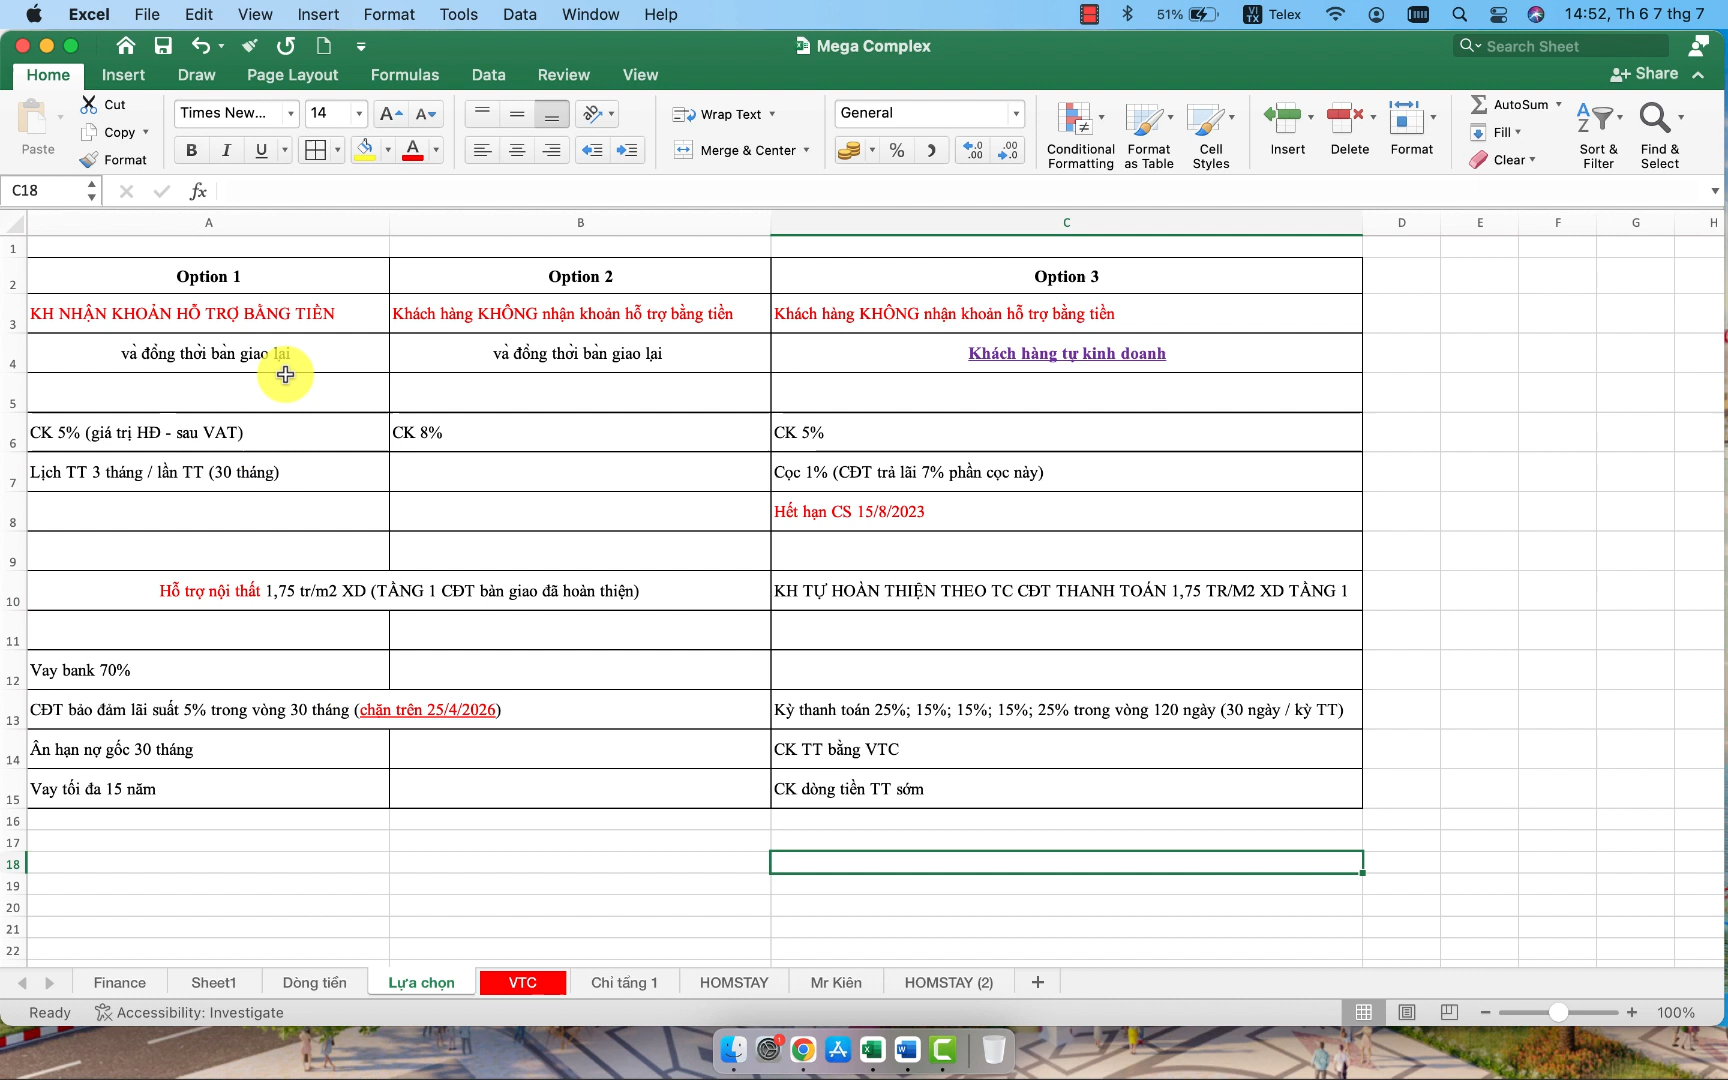 Excel File Edit View Insert Format Tools Data Window Help 51% VI TX Telex 14:52, Th 6 7 thg 7
Mega Complex Search Sheet
Home Insert Draw Page Layout Formulas Data Review View Share
Paste Cut Copy Format
Times New... 14 A A
B I U A
Wrap Text
Merge & Center
General
% .00
Conditional Formatting
Format as Table
Cell Styles
Insert Delete Format
AutoSum
Fill
Clear
Sort & Filter
Find & Select
C18 fx
A B C D E F G H
1
2 Option 1 Option 2 Option 3
3 KH NHẬN KHOẢN HỖ TRỢ BẰNG TIỀN Khách hàng KHÔNG nhận khoản hỗ trợ bằng tiền Khách hàng KHÔNG nhận khoản hỗ trợ bằng tiền
4 và đồng thời bàn giao lại và đồng thời bàn giao lại Khách hàng tự kinh doanh
5
6 CK 5% (giá trị HĐ - sau VAT) CK 8% CK 5%
7 Lịch TT 3 tháng / lần TT (30 tháng) Cọc 1% (CĐT trả lãi 7% phần cọc này)
8 Hết hạn CS 15/8/2023
9
10 Hỗ trợ nội thất 1,75 tr/m2 XD (TẦNG 1 CĐT bàn giao đã hoàn thiện) KH TỰ HOÀN THIỆN THEO TC CĐT THANH TOÁN 1,75 TR/M2 XD TẦNG 1
11
12 Vay bank 70%
13 CĐT bảo đảm lãi suất 5% trong vòng 30 tháng (chặn trên 25/4/2026) Kỳ thanh toán 25%; 15%; 15%; 15%; 25% trong vòng 120 ngày (30 ngày / kỳ TT)
14 Ân hạn nợ gốc 30 tháng CK TT bằng VTC
15 Vay tối đa 15 năm CK dòng tiền TT sớm
16
17
18
19
20
21
22
Finance Sheet1 Dòng tiền Lựa chọn VTC Chi tầng 1 HOMSTAY Mr Kiên HOMSTAY (2) +
Ready Accessibility: Investigate 100%